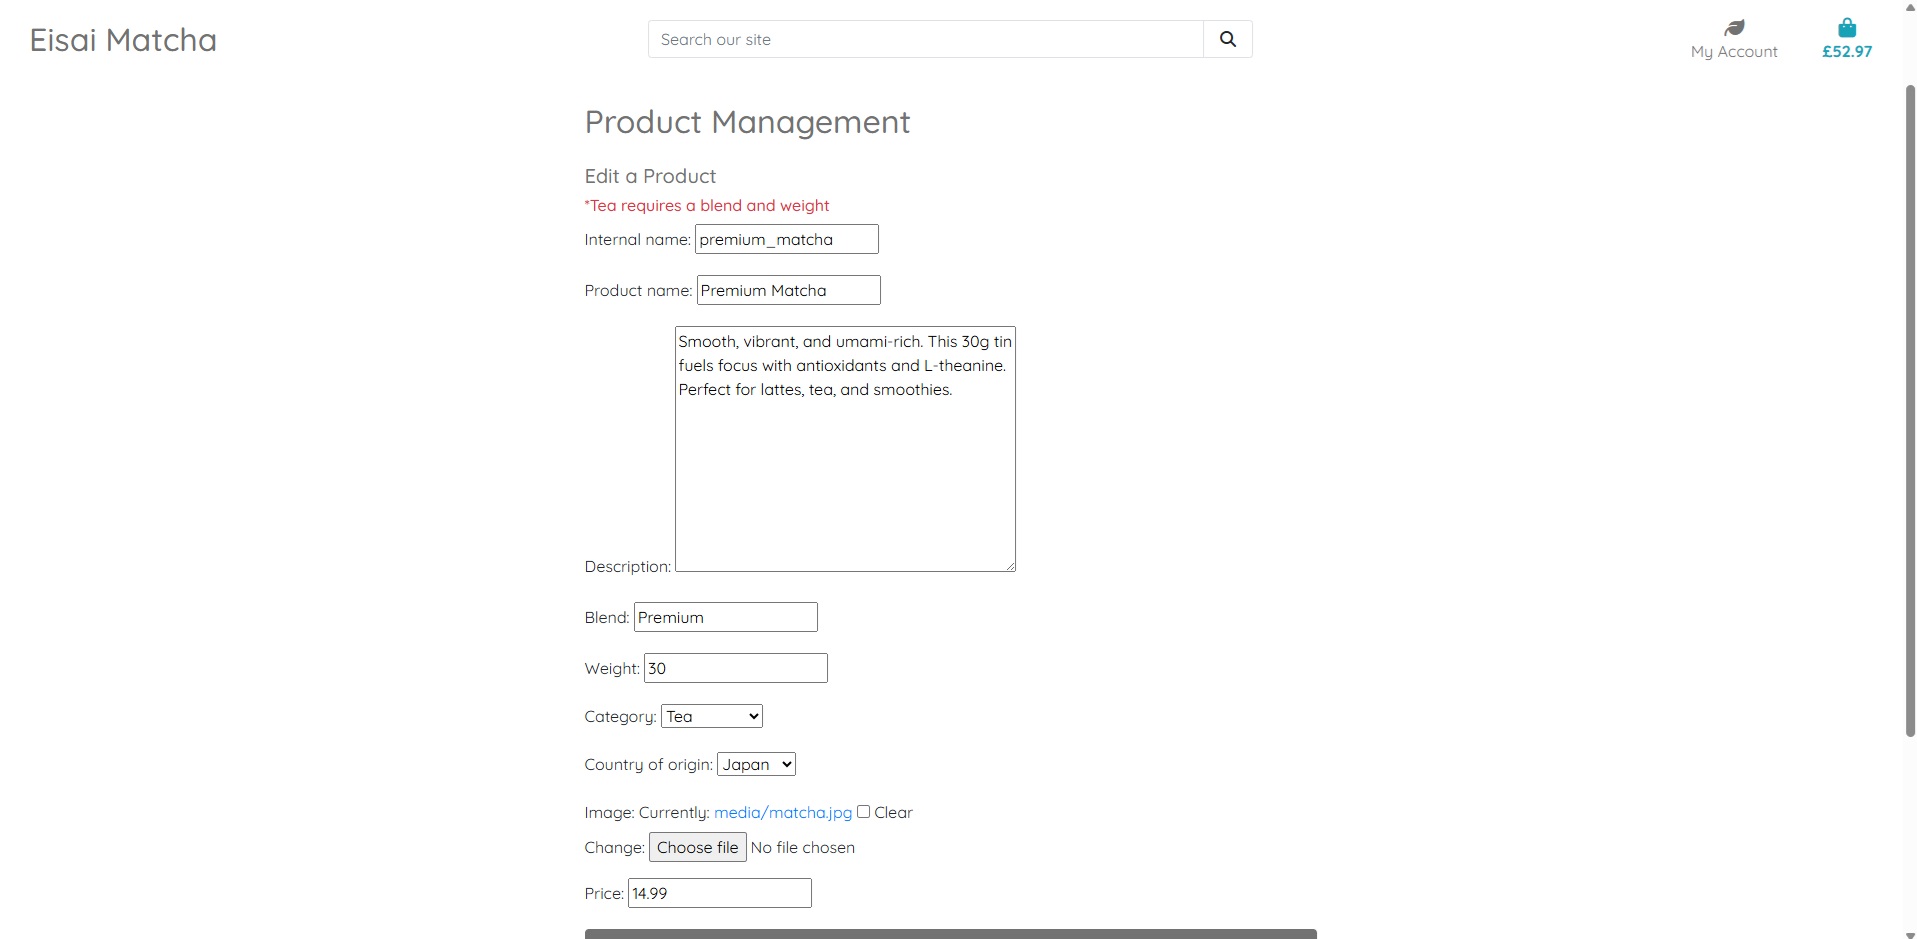 Eisai Matcha
Search our site
My Account
£52.97
Product Management
Edit a Product
*Tea requires a blend and weight
Internal name: premium_matcha
Product name: Premium Matcha
Smooth, vibrant, and umami-rich. This 30g tin
fuels focus with antioxidants and L-theanine.
Perfect for lattes, tea, and smoothies.
Description:
Blend: Premium
Weight: 30
Category: Tea
Country of origin: Japan
Image: Currently: media/matcha.jpg Clear
Change: Choose file No file chosen
Price: 14.99